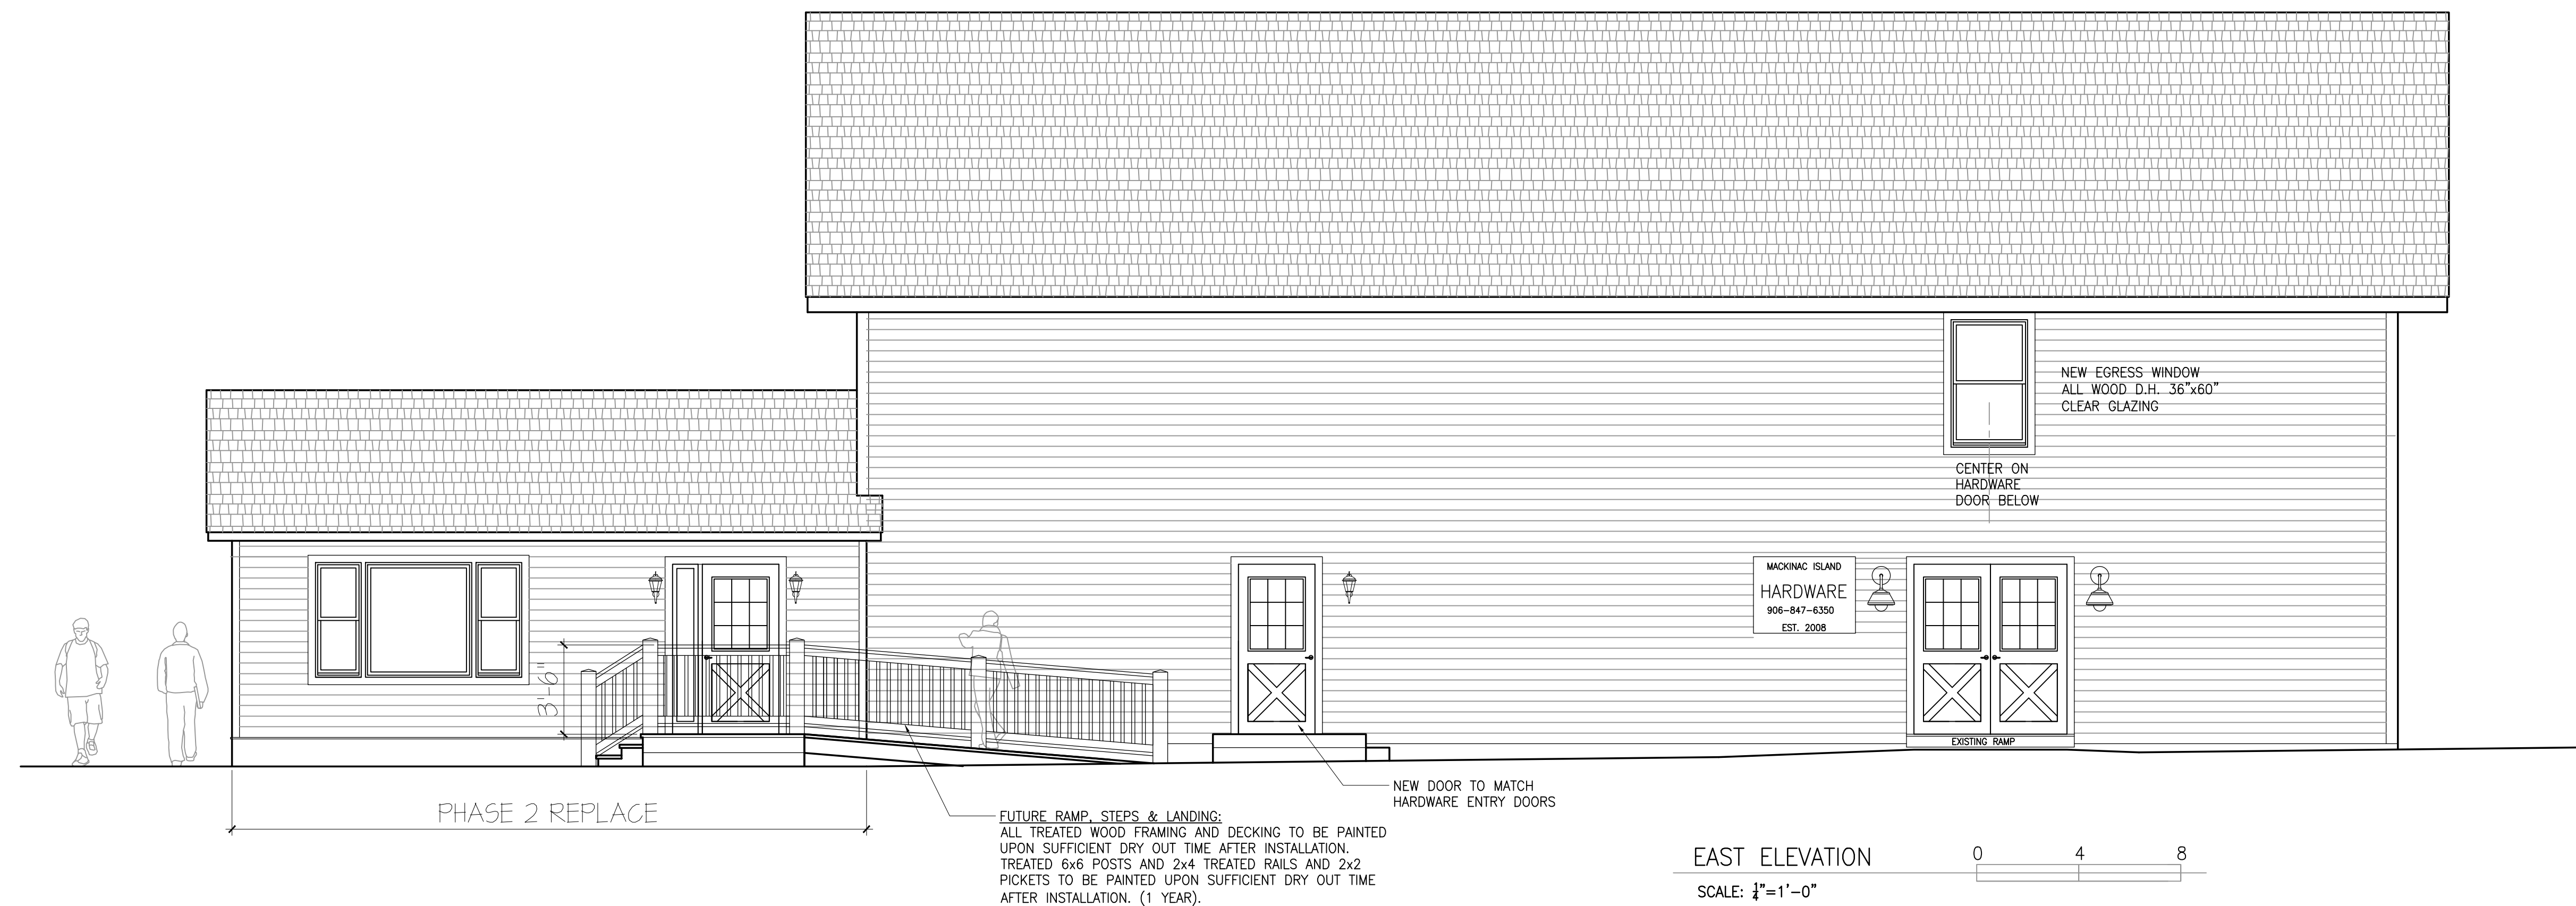 NEW EGRESS WINDOW
ALL WOOD D.H. 36"x60"
CLEAR GLAZING
CENTER ON
HARDWARE
DOOR BELOW
MACKINAC ISLAND
HARDWARE
906-847-6350
EST. 2008
3'-6"
EXISTING RAMP
NEW DOOR TO MATCH
HARDWARE ENTRY DOORS
PHASE 2 REPLACE
FUTURE RAMP, STEPS & LANDING:
ALL TREATED WOOD FRAMING AND DECKING TO BE PAINTED
UPON SUFFICIENT DRY OUT TIME AFTER INSTALLATION.
TREATED 6x6 POSTS AND 2x4 TREATED RAILS AND 2x2
PICKETS TO BE PAINTED UPON SUFFICIENT DRY OUT TIME
AFTER INSTALLATION. (1 YEAR).
EAST ELEVATION
0 4 8
SCALE: 1/4"=1'-0"